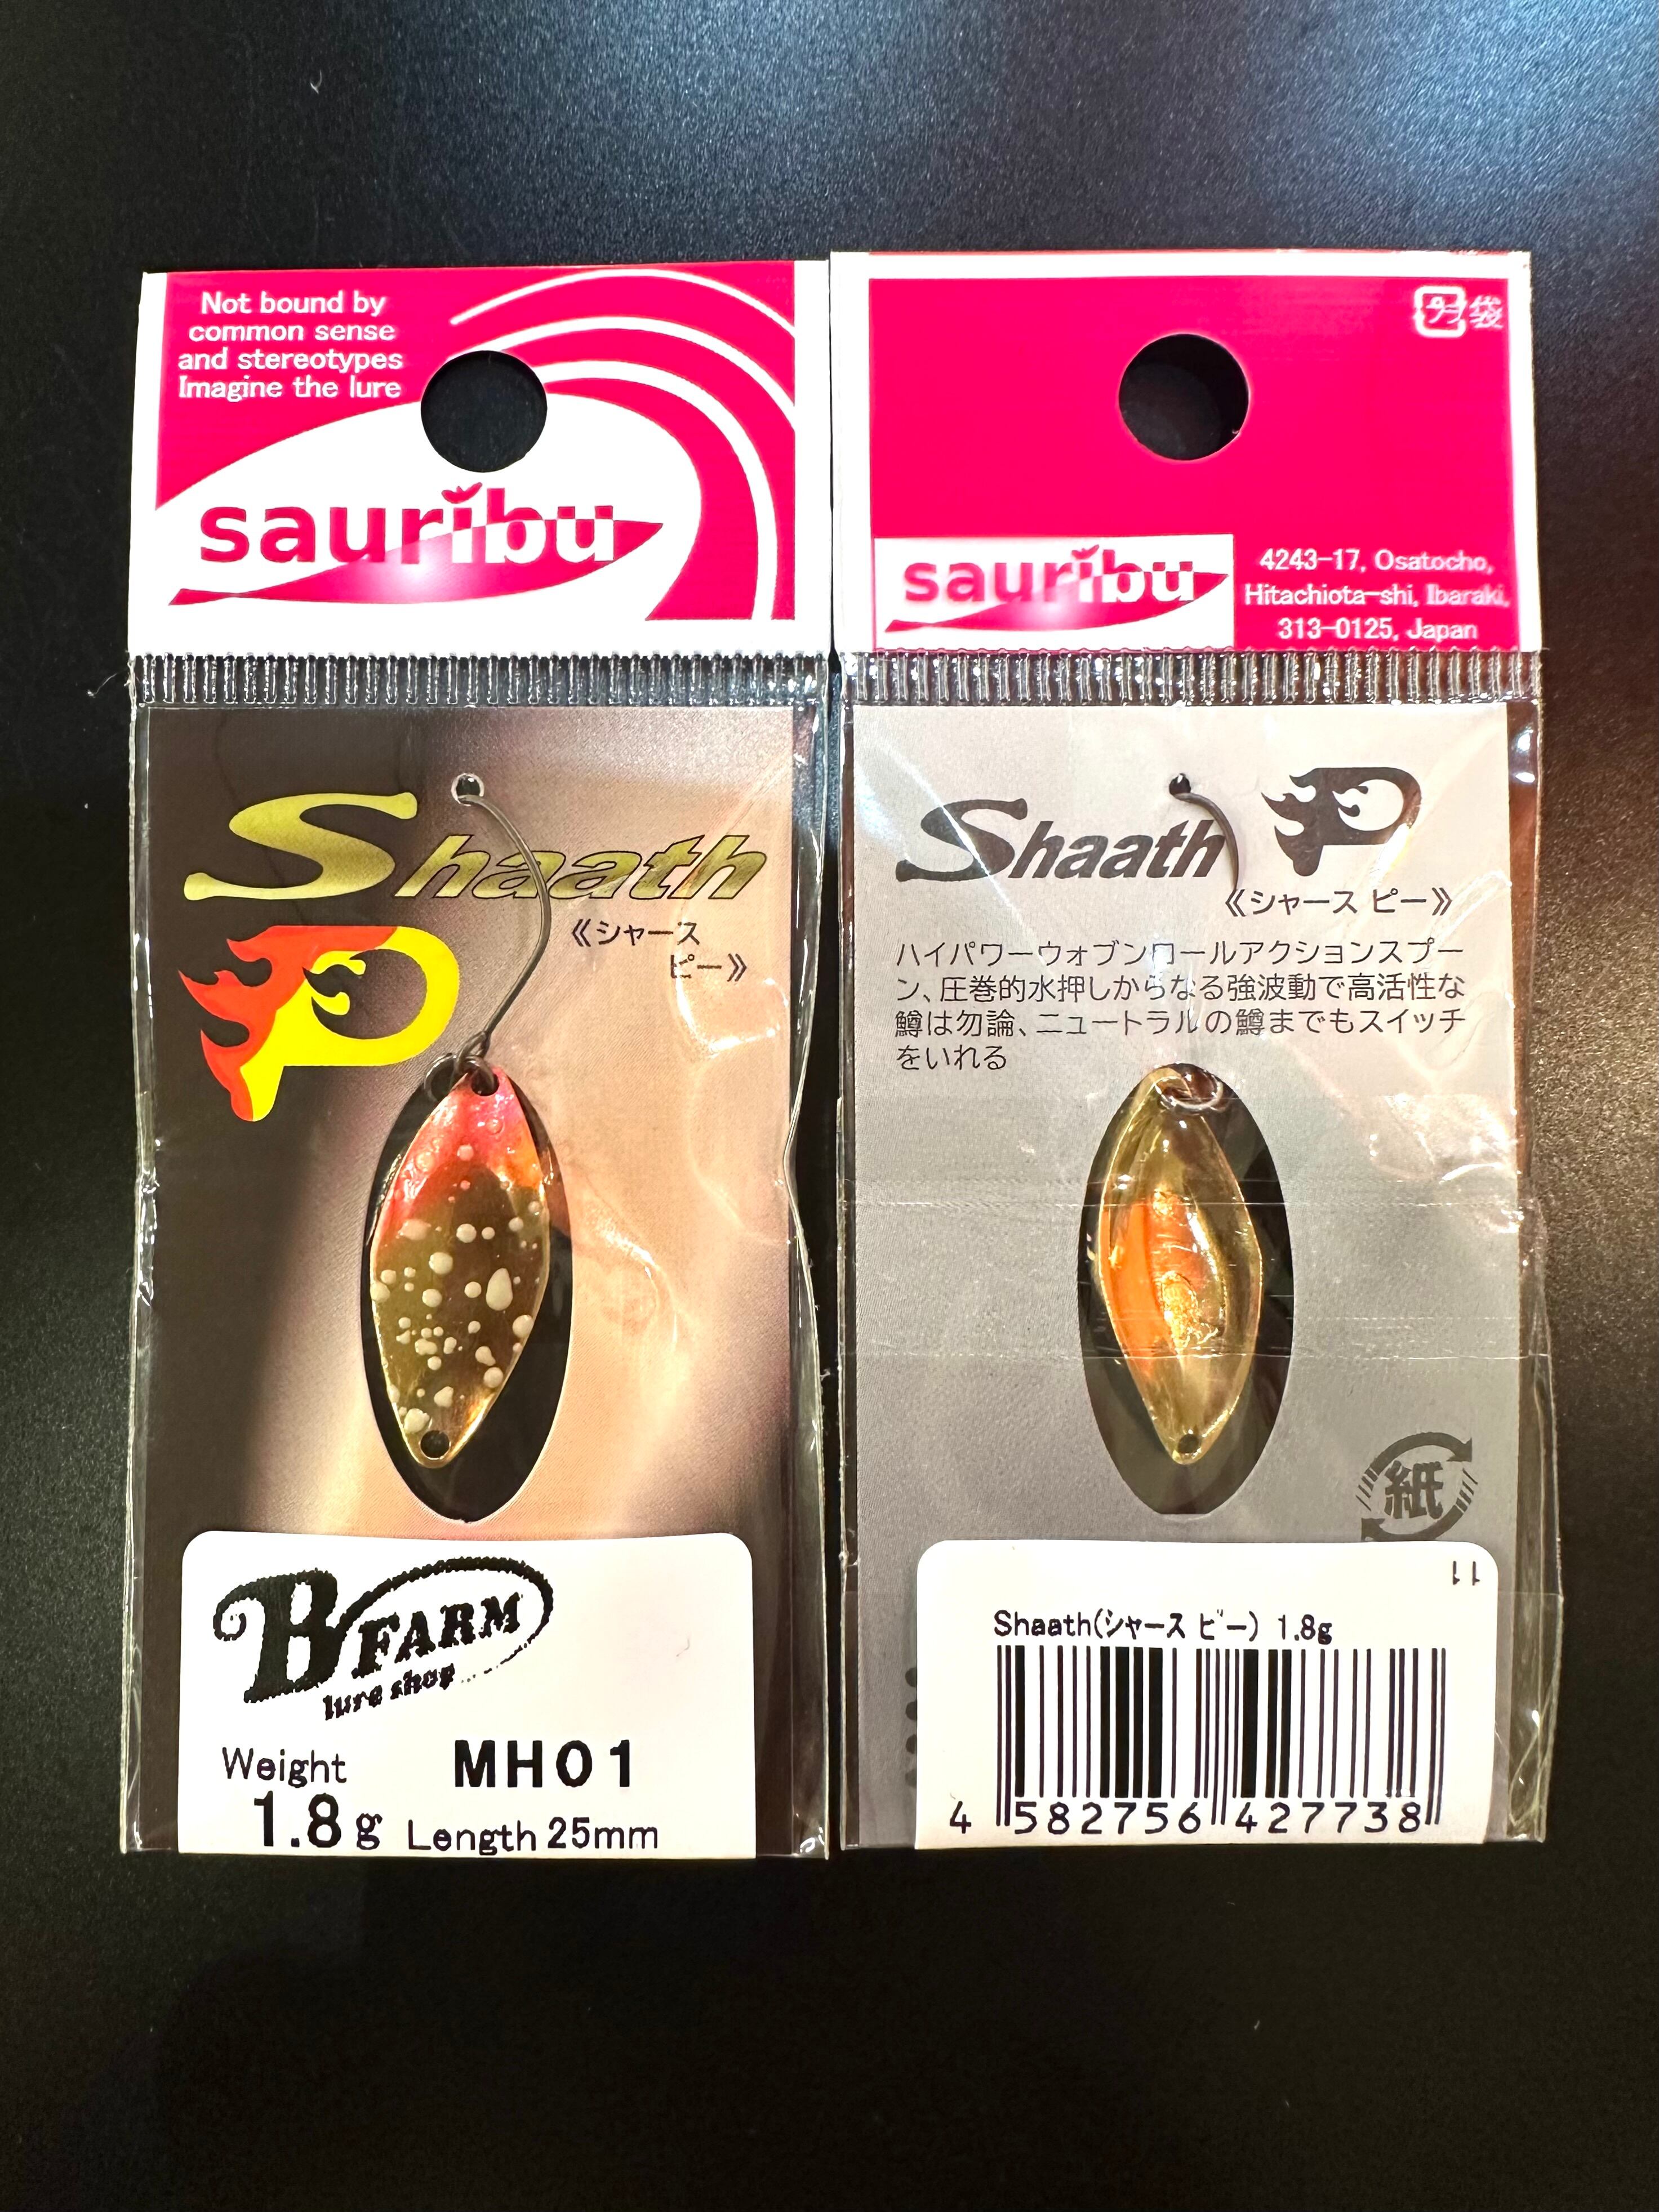 Not bound by
common sense
and stereotypes
Imagine the lure
sauribu
Shaath
P
《シャース
ピー》
B FARM
lure shop
Weight
MH01
1.8g
Length 25mm
プラ 袋
sauribu
4243-17, Osatocho,
Hitachiota-shi, Ibaraki,
313-0125, Japan
Shaath P
《シャース ピー》
ハイパワーウォブンロールアクションスプー
ン、圧巻的水押しからなる強波動で高活性な
鱒は勿論、ニュートラルの鱒までもスイッチ
をいれる
紙
11
Shaath(シャース ピー) 1.8g
4 582756 427738